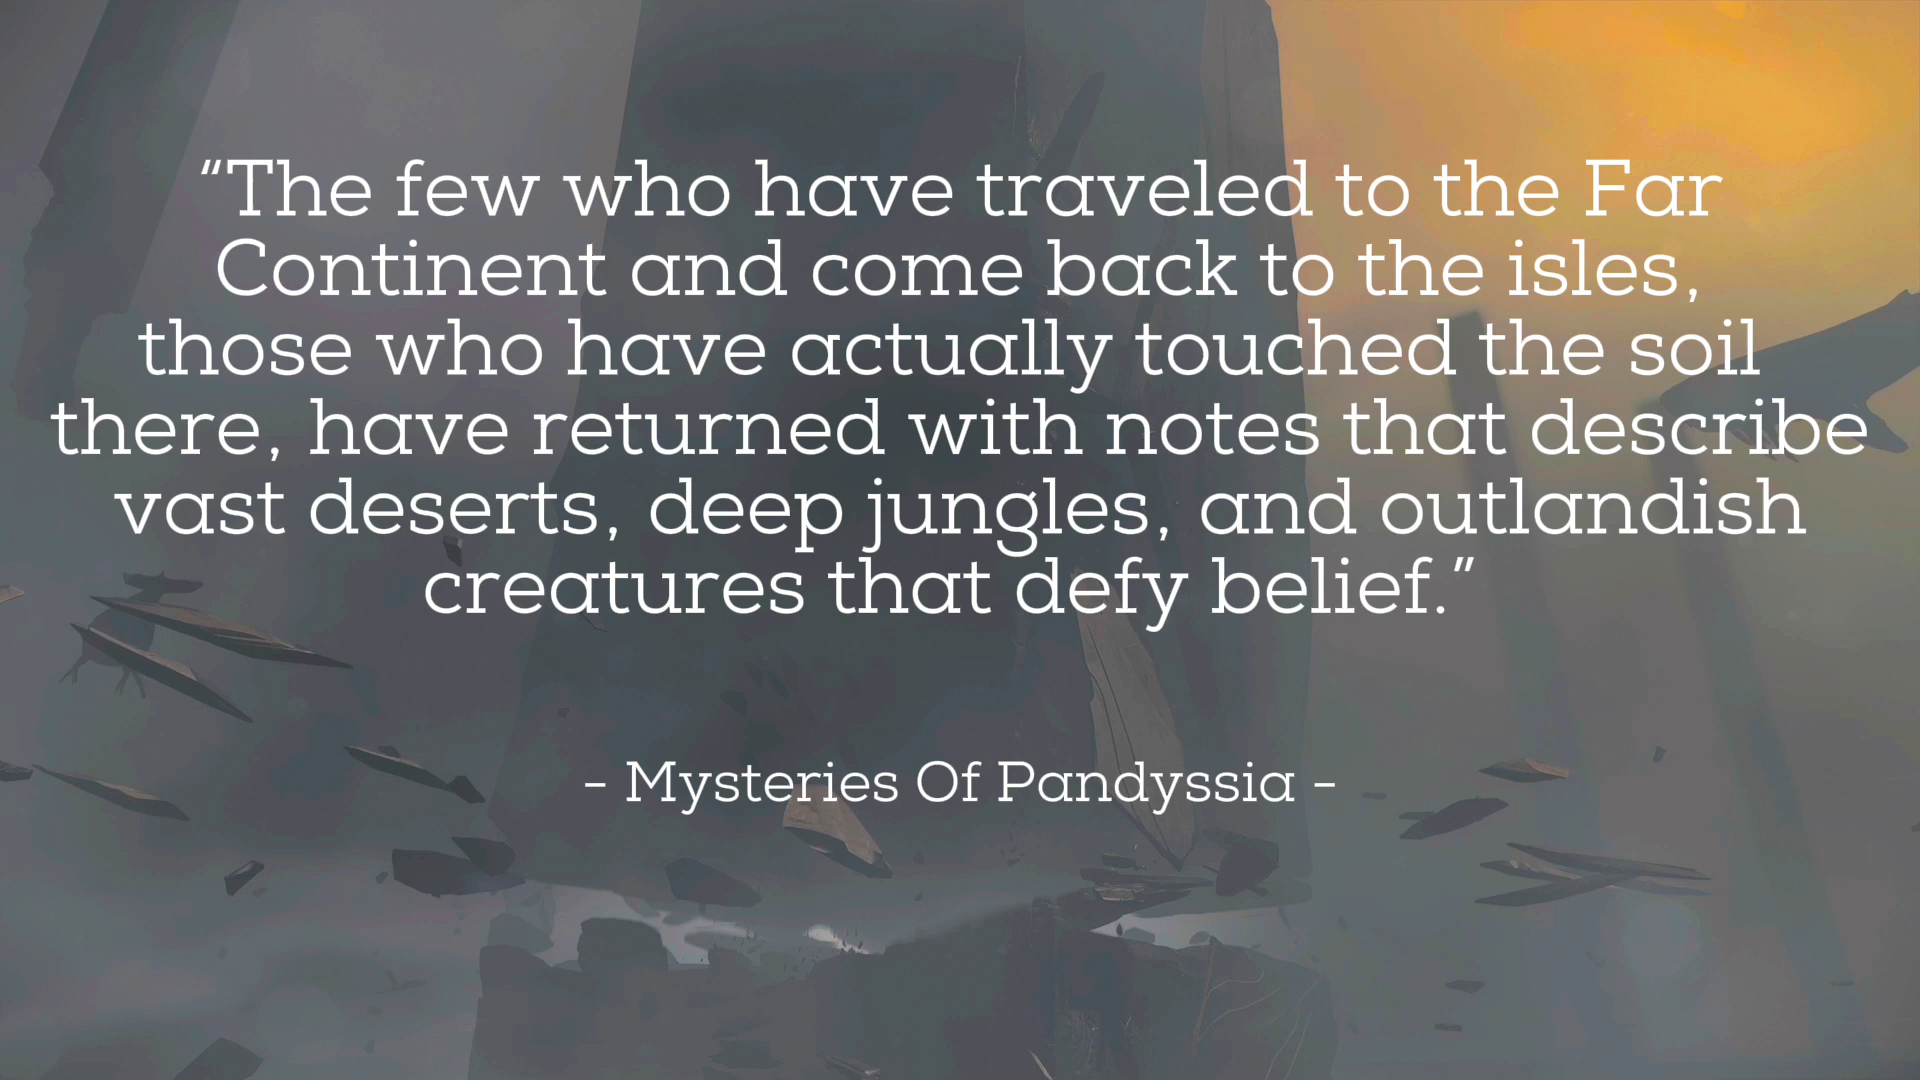 “The few who have traveled to the Far
Continent and come back to the isles,
those who have actually touched the soil
there, have returned with notes that describe
vast deserts, deep jungles, and outlandish
creatures that defy belief.”
- Mysteries Of Pandyssia -